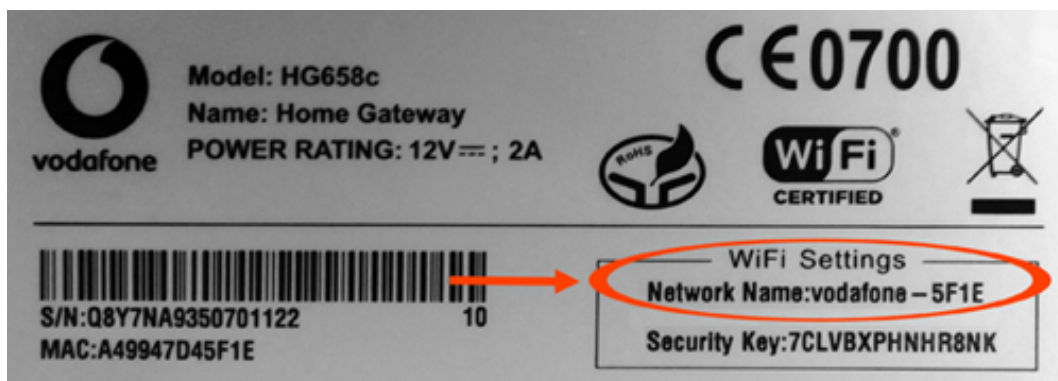 vodafone
Model: HG658c
Name: Home Gateway
POWER RATING: 12V⎓; 2A
CE0700
RoHS
WiFi®
CERTIFIED
S/N:Q8Y7NA9350701122 10
MAC:A49947D45F1E
WiFi Settings
Network Name:vodafone – 5F1E
Security Key:7CLVBXPHNHR8NK